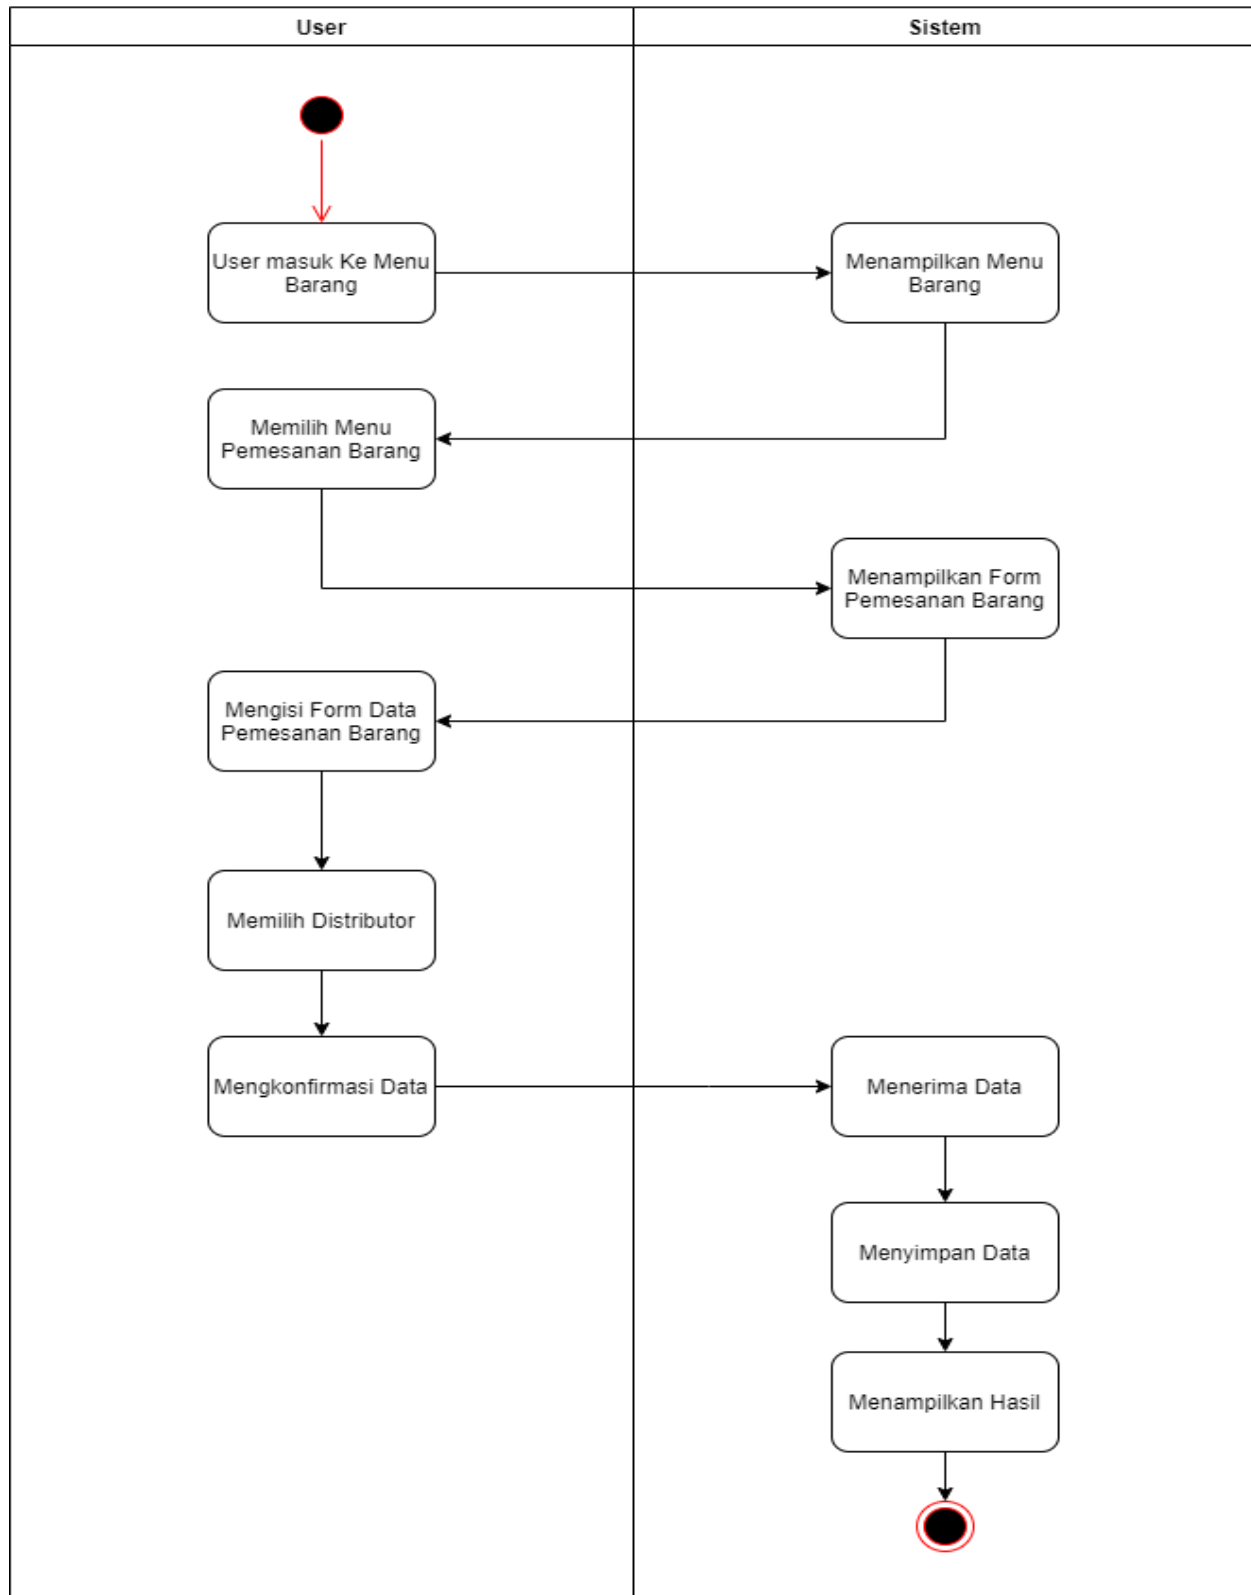 User
Sistem
User masuk Ke Menu
Barang
Menampilkan Menu
Barang
Memilih Menu
Pemesanan Barang
Menampilkan Form
Pemesanan Barang
Mengisi Form Data
Pemesanan Barang
Memilih Distributor
Mengkonfirmasi Data
Menerima Data
Menyimpan Data
Menampilkan Hasil